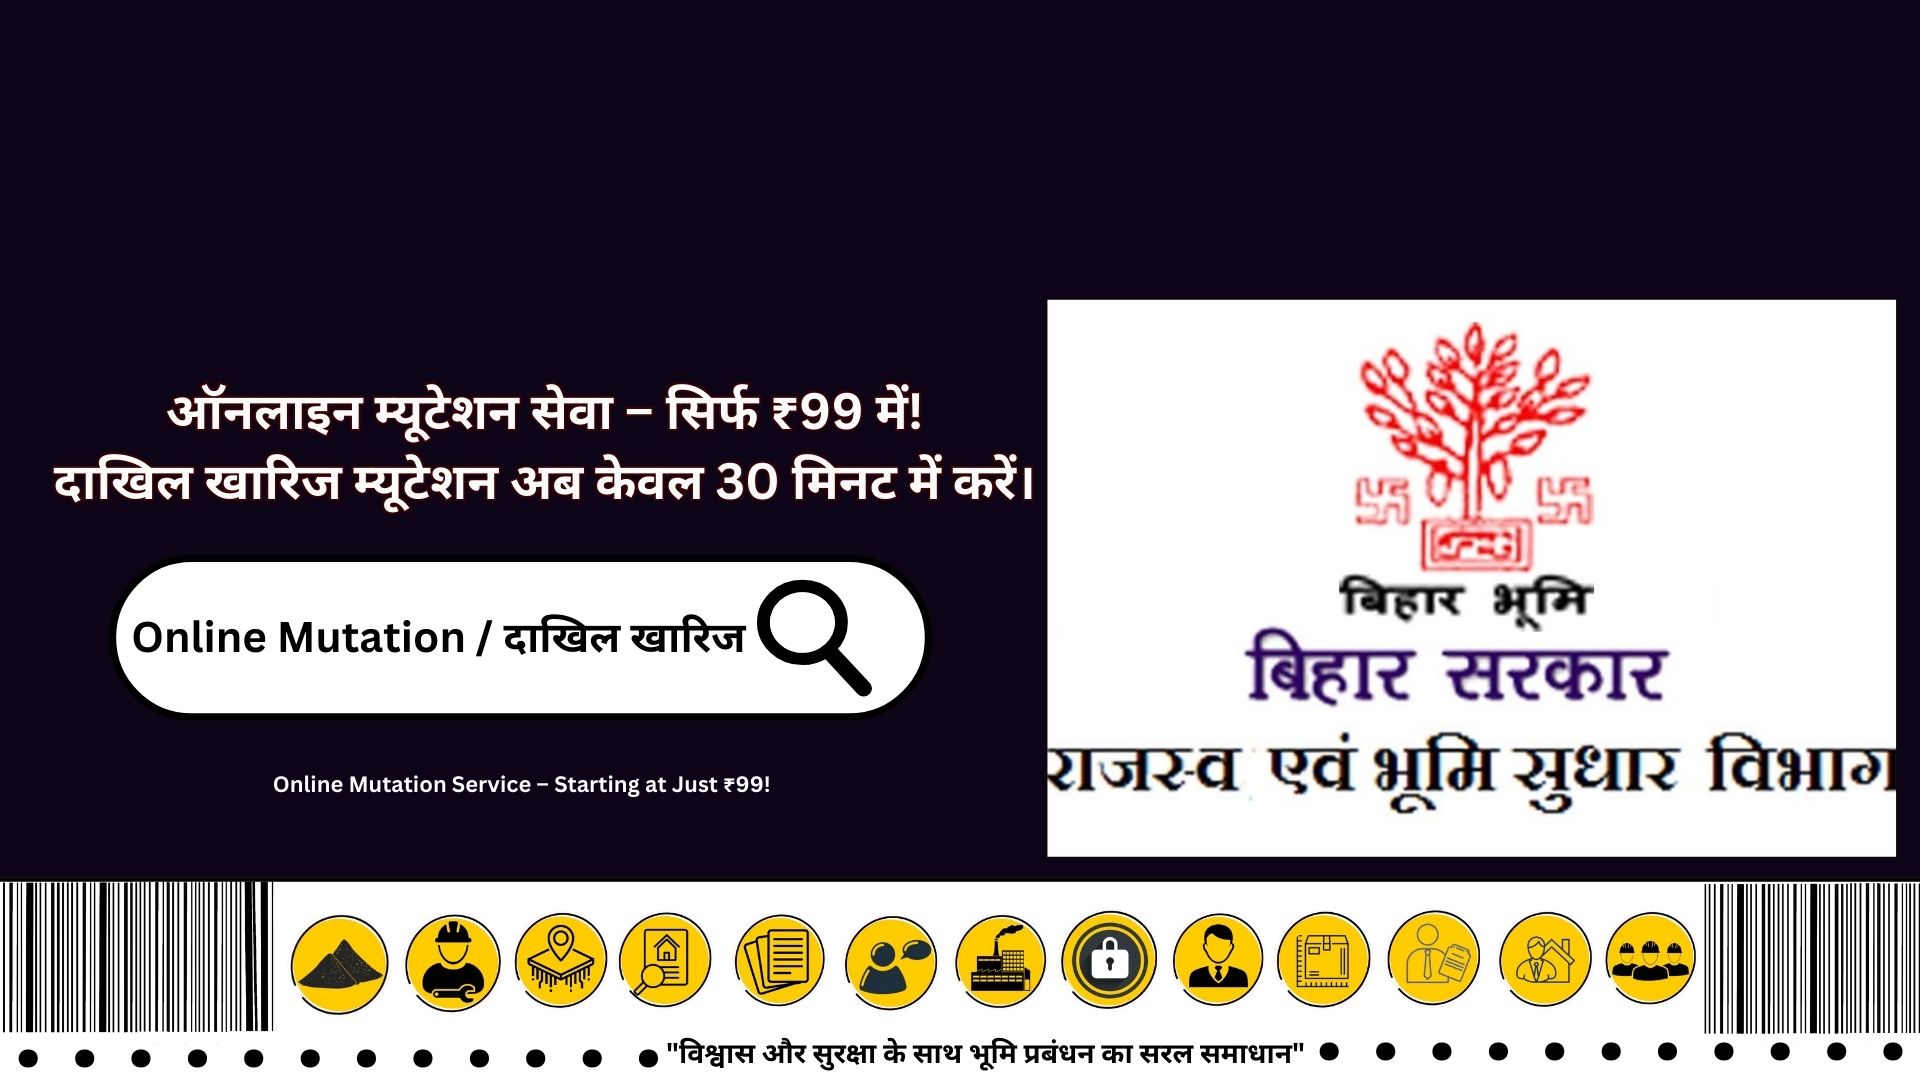 ऑनलाइन म्यूटेशन सेवा – सिर्फ ₹99 में!
दाखिल खारिज म्यूटेशन अब केवल 30 मिनट में करें।
Online Mutation / दाखिल खारिज
Online Mutation Service – Starting at Just ₹99!
बिहार भूमि
बिहार सरकार
राजस्व एवं भूमि सुधार विभाग
"विश्वास और सुरक्षा के साथ भूमि प्रबंधन का सरल समाधान"